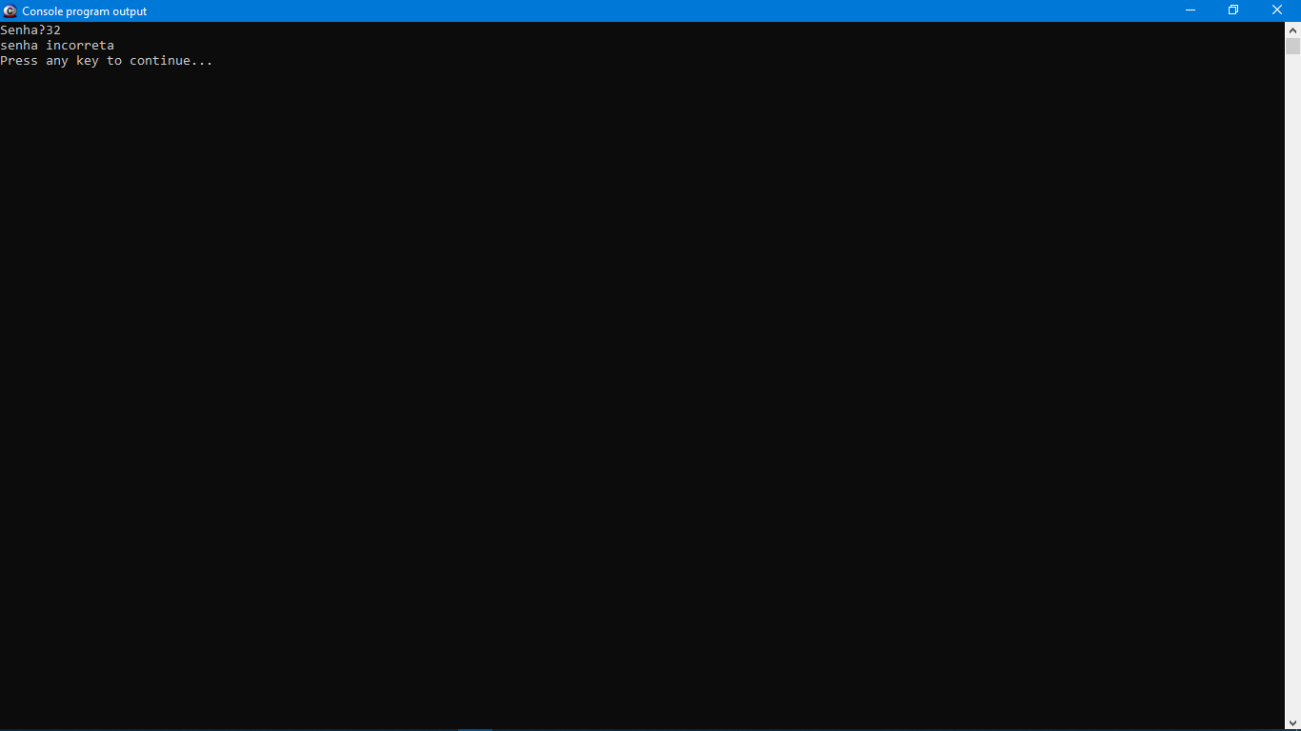 Console program output
Senha?32
senha incorreta
Press any key to continue...